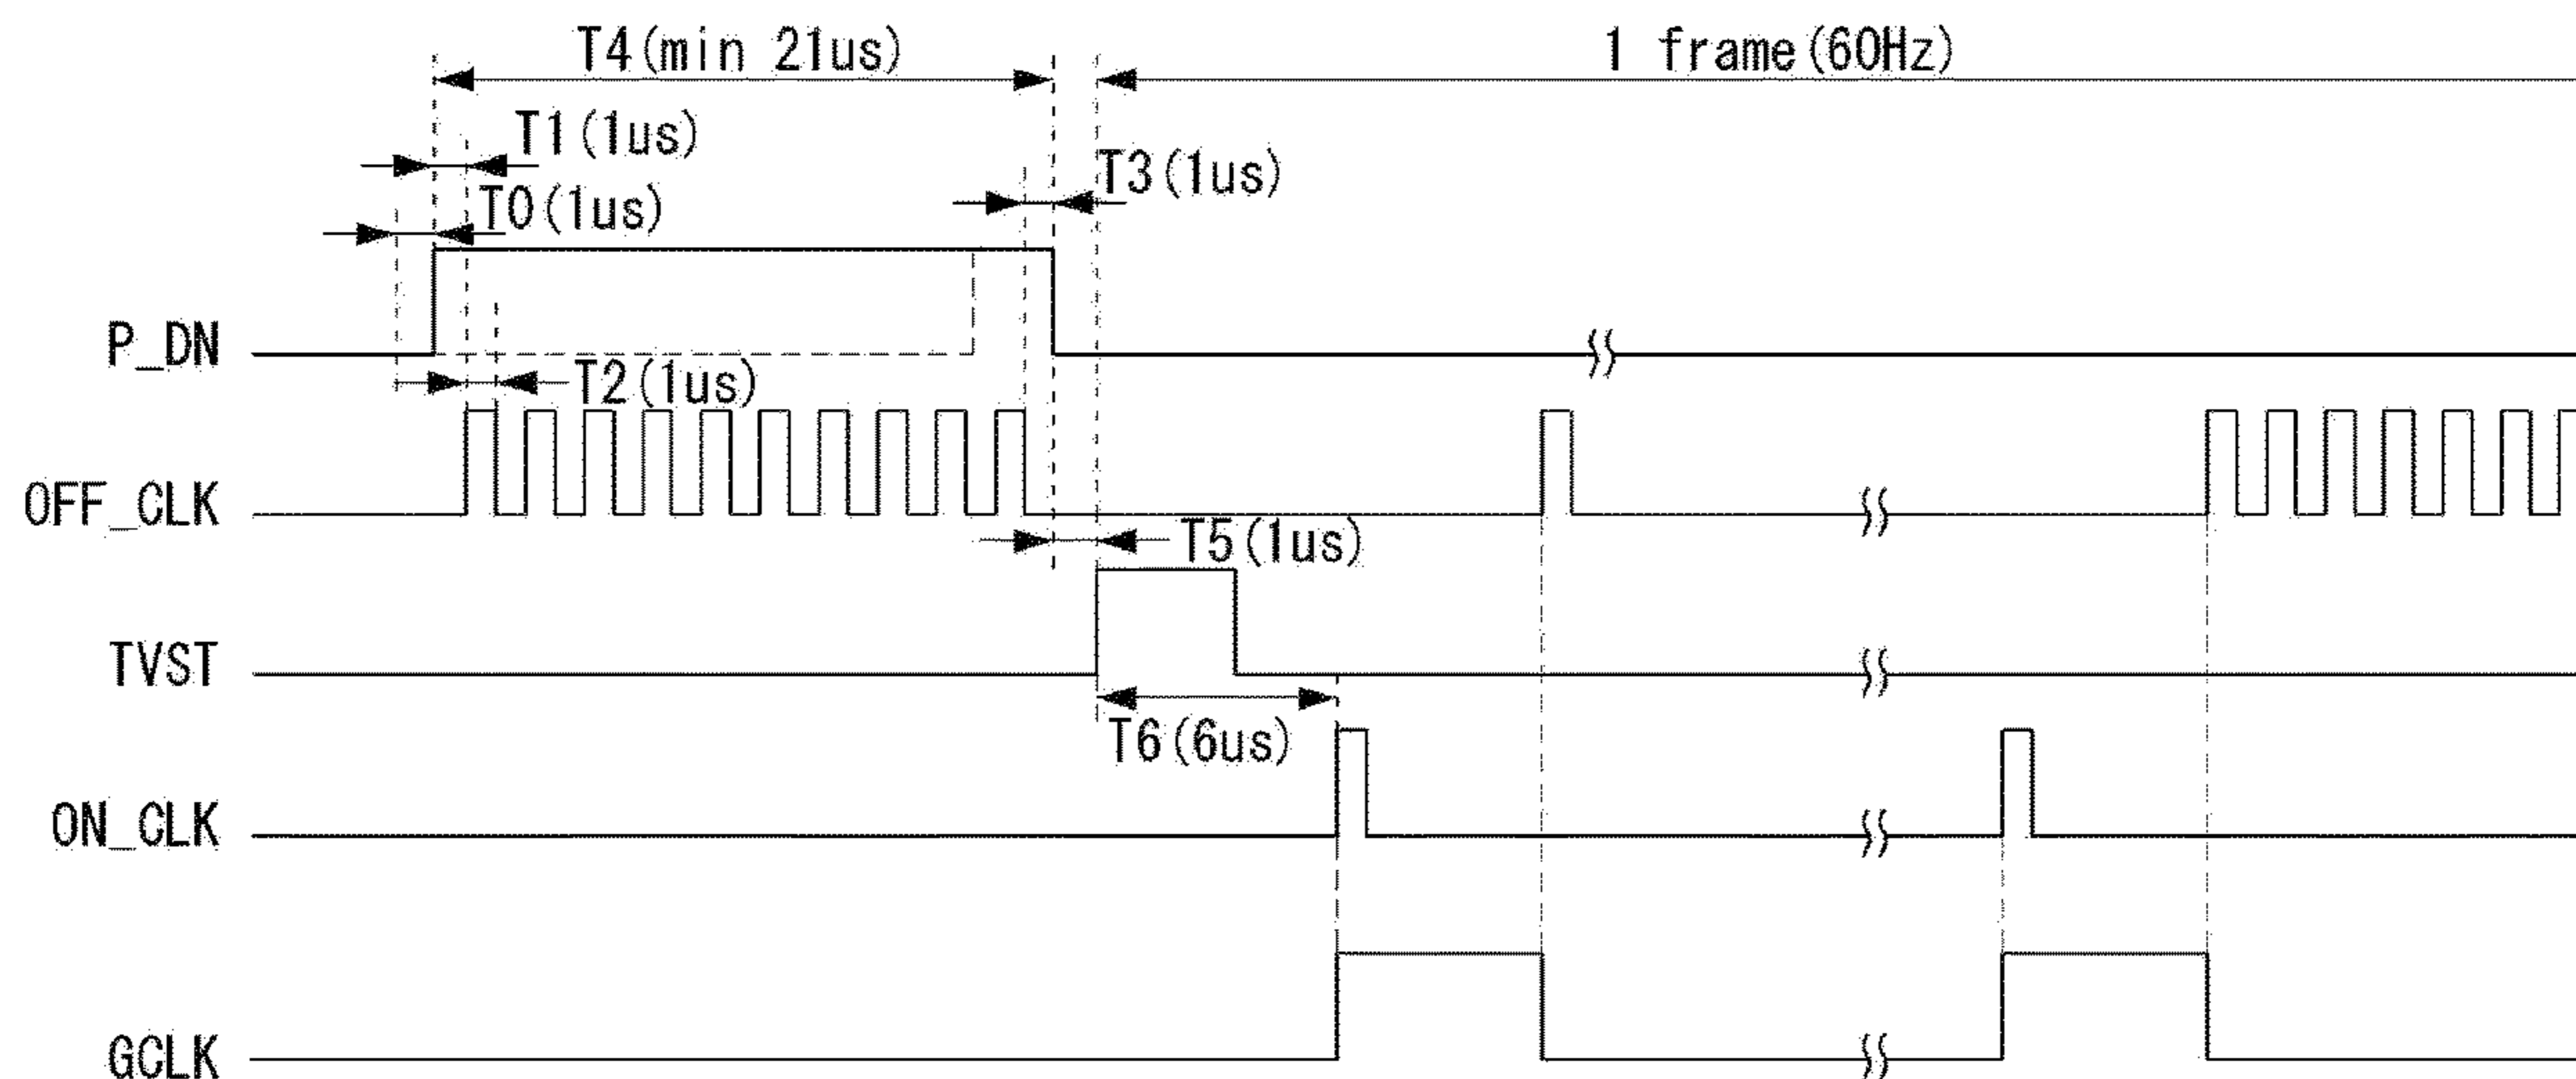 T4(min 21us)
1 frame(60Hz)
T1(1us)
T3(1us)
T0(1us)
P_DN
T2(1us)
OFF_CLK
T5(1us)
TVST
T6(6us)
ON_CLK
GCLK